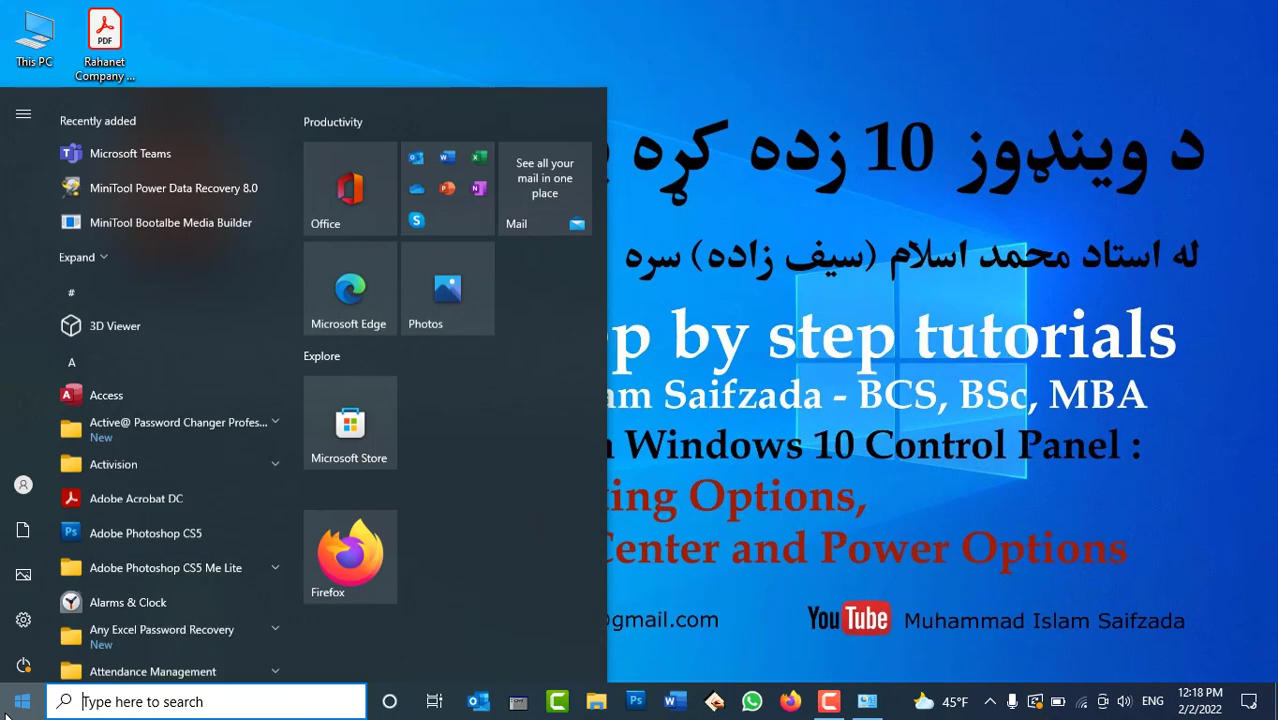 This PC
PDF
Rahanet
Company ...
Recently added
Microsoft Teams
MiniTool Power Data Recovery 8.0
MiniTool Bootalbe Media Builder
Expand
#
3D Viewer
A
Access
Active@ Password Changer Profes...
New
Activision
Adobe Acrobat DC
Ps
Adobe Photoshop CS5
Adobe Photoshop CS5 Me Lite
Alarms & Clock
Any Excel Password Recovery
New
Attendance Management
Productivity
Office
See all your
mail in one
place
Mail
Microsoft Edge
Photos
Explore
Microsoft Store
Firefox
د وینډوز 10 زده کړه
له استاد محمد اسلام (سیف زاده) سره
ep by step tutorials
am Saifzada - BCS, BSc, MBA
n Windows 10 Control Panel :
ing Options,
Center and Power Options
@gmail.com
YouTube Muhammad Islam Saifzada
Type here to search
Ps
45°F
ENG
12:18 PM
2/2/2022